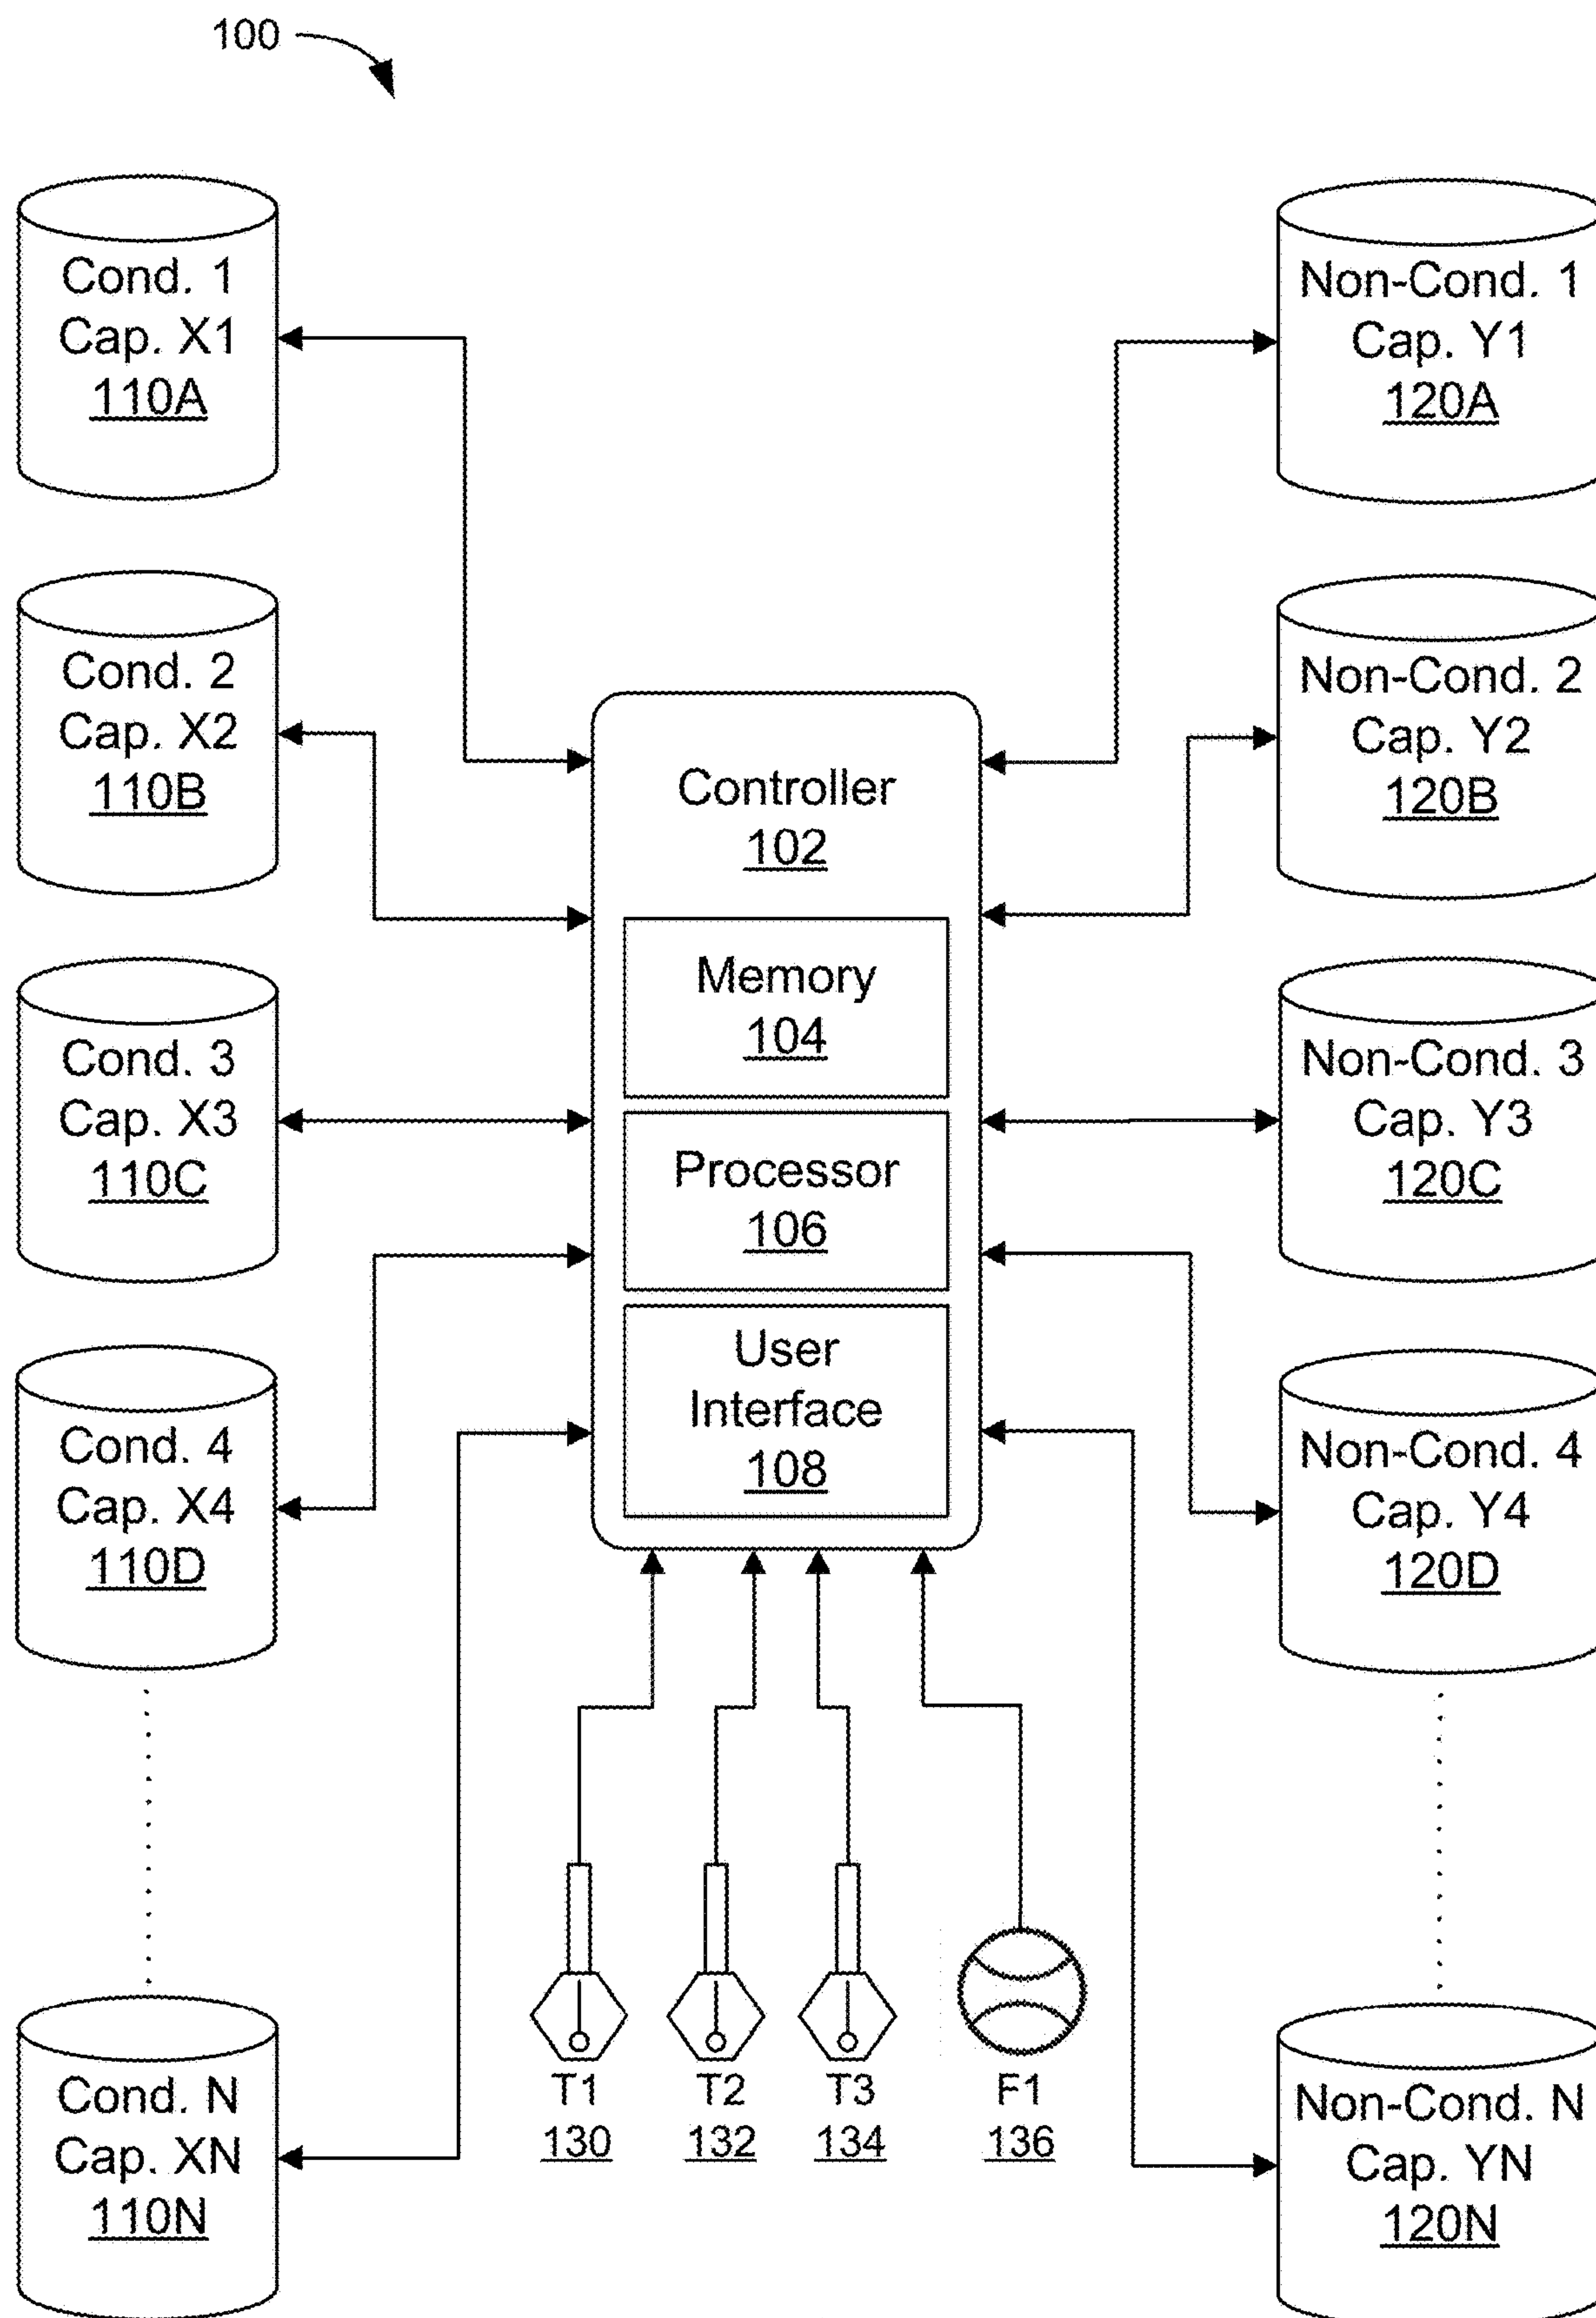 100
Cond. 1
Cap. X1
110A
Non-Cond. 1
Cap. Y1
120A
Cond. 2
Cap. X2
110B
Non-Cond. 2
Cap. Y2
120B
Controller
102
Memory
104
Cond. 3
Cap. X3
110C
Non-Cond. 3
Cap. Y3
120C
Processor
106
User
Interface
108
Cond. 4
Cap. X4
110D
Non-Cond. 4
Cap. Y4
120D
Cond. N
Cap. XN
110N
T1
130
T2
132
T3
134
F1
136
Non-Cond. N
Cap. YN
120N